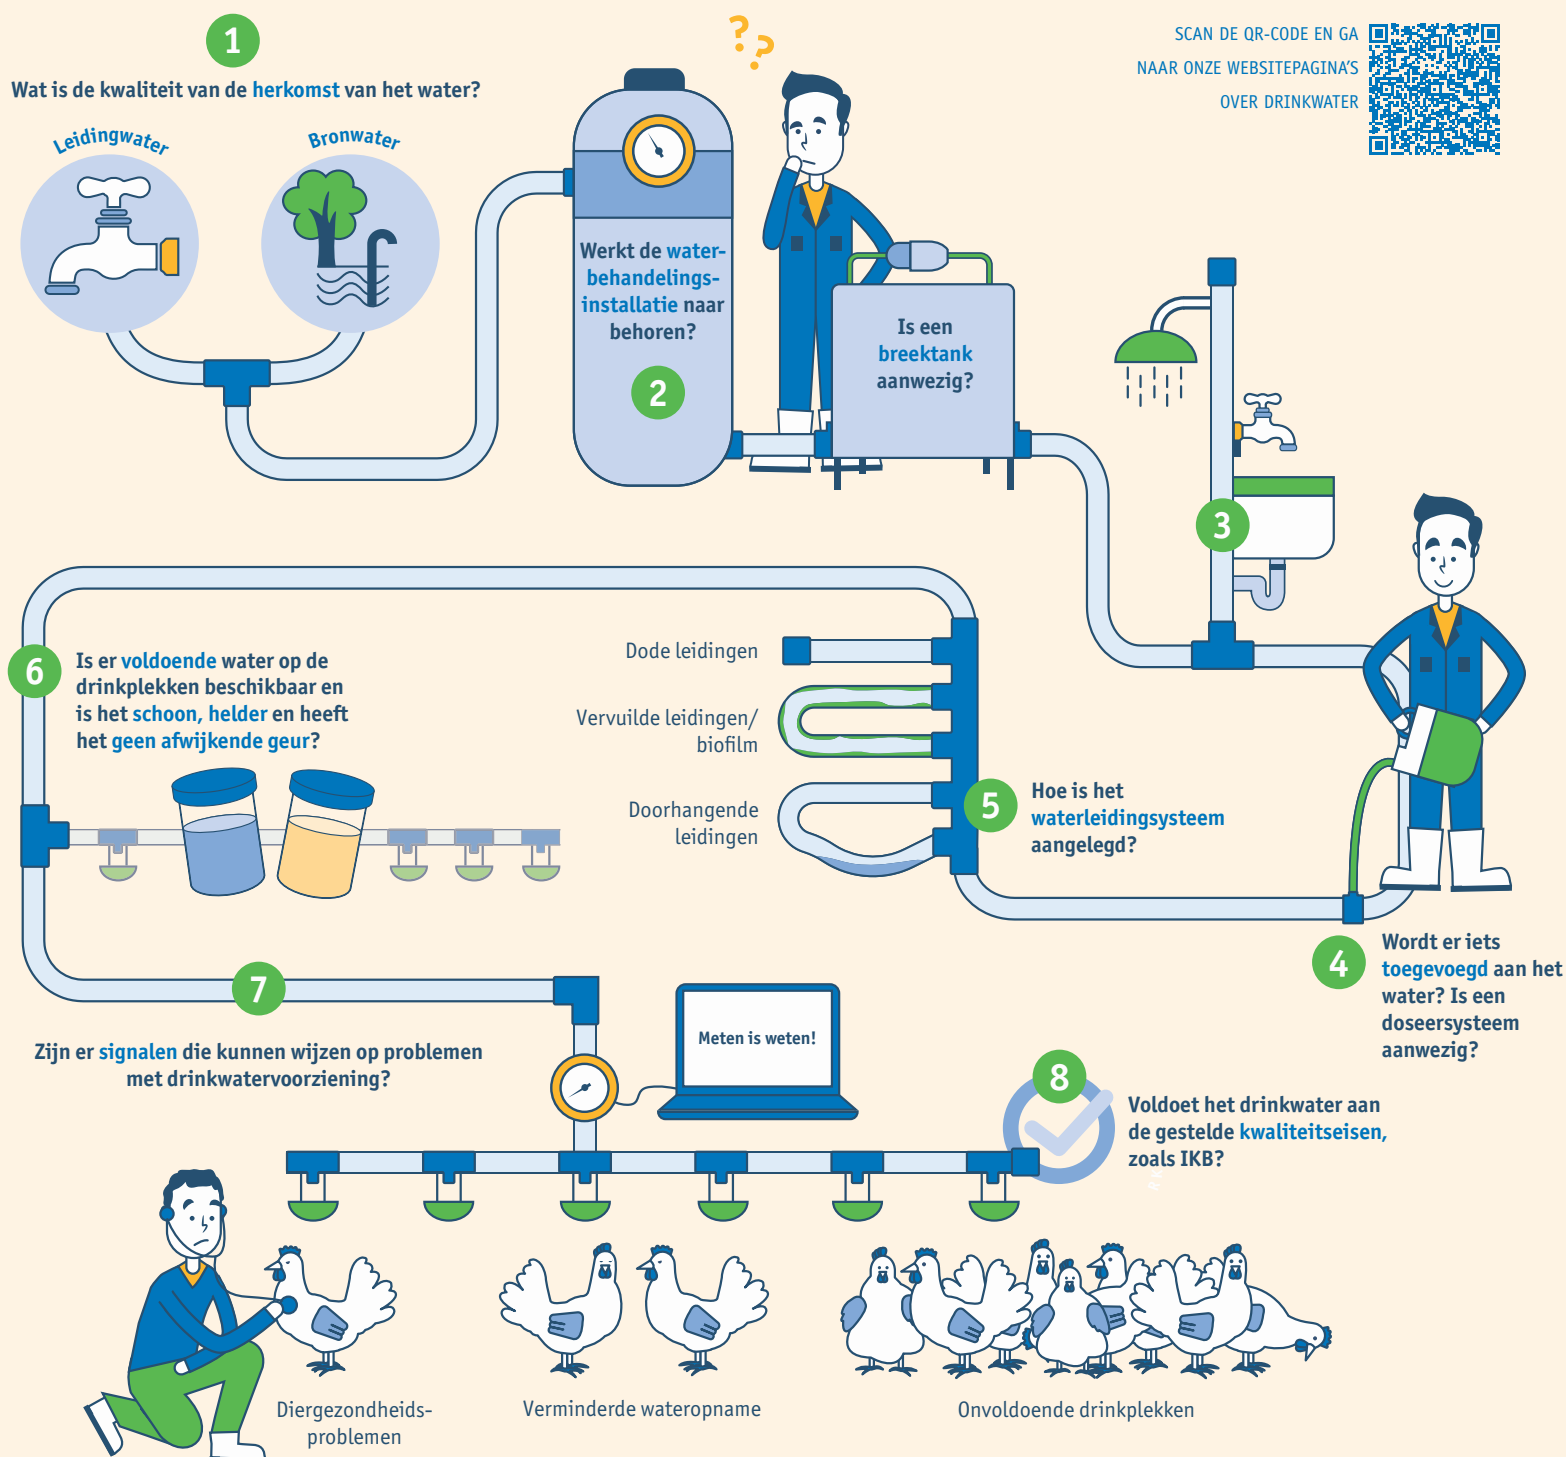 1
Wat is de kwaliteit van de herkomst van het water?
Leidingwater
Bronwater
??
SCAN DE QR-CODE EN GA
NAAR ONZE WEBSITEPAGINA'S
OVER DRINKWATER
Werkt de water-
behandelings-
installatie naar
behoren?
2
Is een
breektank
aanwezig?
3
4
Wordt er iets
toegevoegd aan het
water? Is een
doseersysteem
aanwezig?
Dode leidingen
Vervuilde leidingen/
biofilm
Doorhangende
leidingen
5
Hoe is het
waterleidingsysteem
aangelegd?
6
Is er voldoende water op de
drinkplekken beschikbaar en
is het schoon, helder en heeft
het geen afwijkende geur?
7
Zijn er signalen die kunnen wijzen op problemen
met drinkwatervoorziening?
Meten is weten!
8
Voldoet het drinkwater aan
de gestelde kwaliteitseisen,
zoals IKB?
Diergezondheids-
problemen
Verminderde wateropname
Onvoldoende drinkplekken